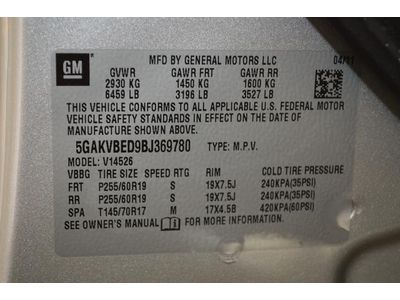 GM
MFD BY GENERAL MOTORS LLC 04/11
GVWR GAWR FRT GAWR RR
2930 KG 1450 KG 1600 KG
6459 LB 3196 LB 3527 LB
THIS VEHICLE CONFORMS TO ALL APPLICABLE U.S. FEDERAL MOTOR
VEHICLE SAFETY STANDARDS IN EFFECT ON THE DATE OF
MANUFACTURE SHOWN ABOVE.
5GAKVBED9BJ369780 TYPE: M.P.V.
MODEL: V14526
VBBG TIRE SIZE SPEED RTG RIM COLD TIRE PRESSURE
FRT P255/60R19 S 19X7.5J 240KPA(35PSI)
RR P255/60R19 S 19X7.5J 240KPA(35PSI)
SPA T145/70R17 M 17X4.5B 420KPA(60PSI)
SEE OWNER'S MANUAL i FOR MORE INFORMATION.